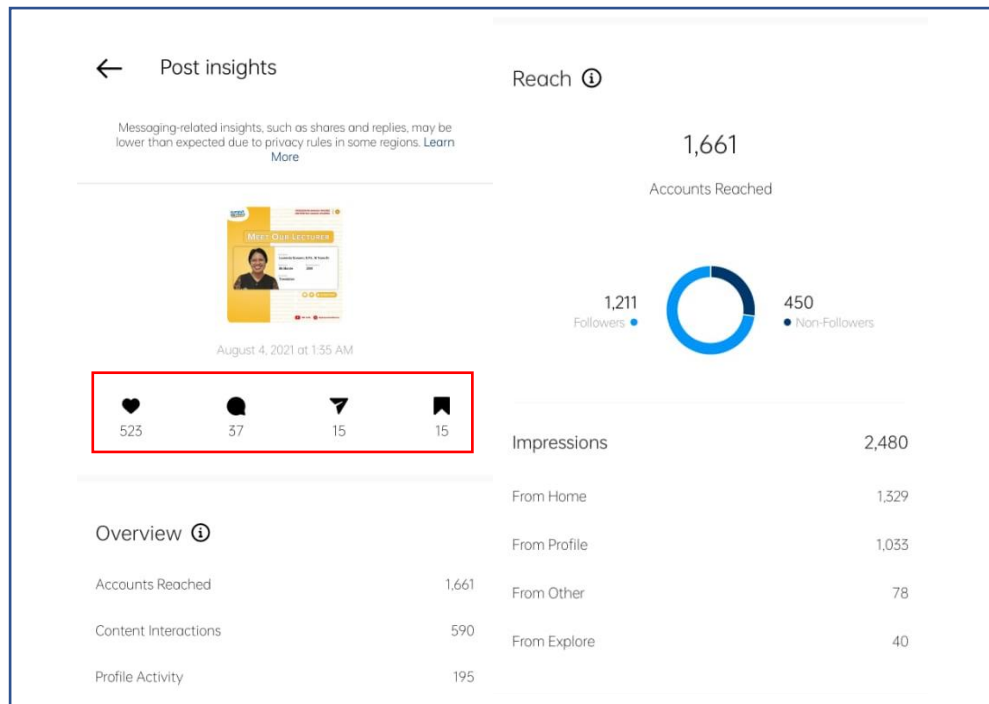 Post insights
Messaging-related insights, such as shares and replies, may be
lower than expected due to privacy rules in some regions. Learn
More
MEET OUR LECTURER
August 4, 2021 at 1:35 AM
523 37 15 15
Overview
Accounts Reached 1,661
Content Interactions 590
Profile Activity 195
Reach
1,661
Accounts Reached
1,211 450
Followers Non-Followers
Impressions 2,480
From Home 1,329
From Profile 1,033
From Other 78
From Explore 40